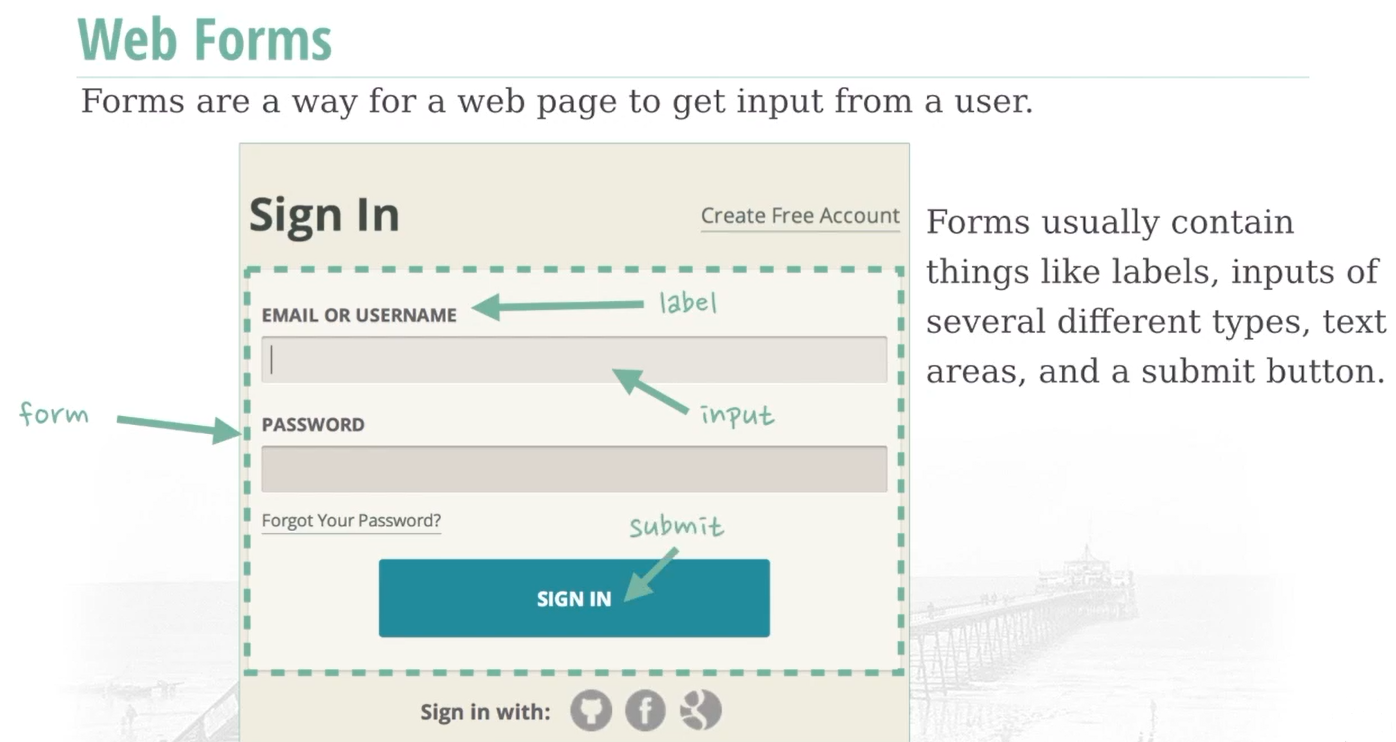 Web Forms
Forms are a way for a web page to get input from a user.
Sign In
Create Free Account
Forms usually contain
things like labels, inputs of
several different types, text
areas, and a submit button.
EMAIL OR USERNAME
label
input
form
PASSWORD
Forgot Your Password?
submit
SIGN IN
Sign in with: